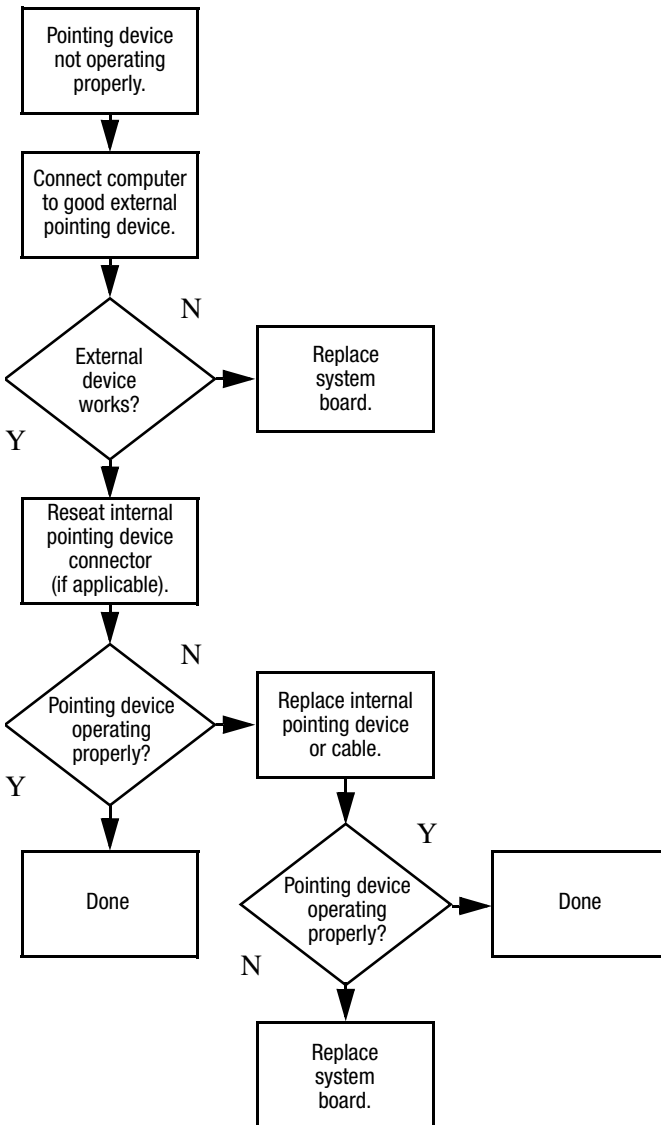 Pointing device
not operating
properly.
Connect computer
to good external
pointing device.
N
External
device
works?
Replace
system
board.
Y
Reseat internal
pointing device
connector
(if applicable).
N
Pointing device
operating
properly?
Replace internal
pointing device
or cable.
Y
Y
Done
Pointing device
operating
properly?
Done
N
Replace
system
board.